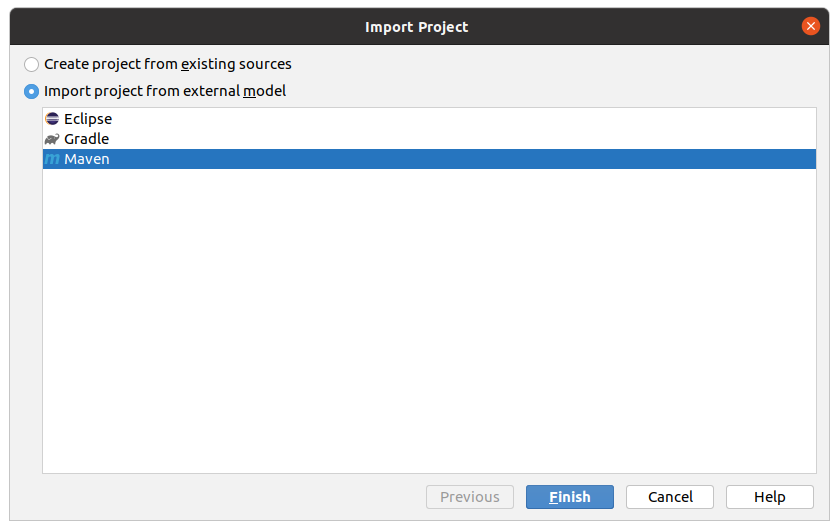 Import Project
Create project from existing sources
Import project from external model
Eclipse
Gradle
m Maven
Previous Finish Cancel Help